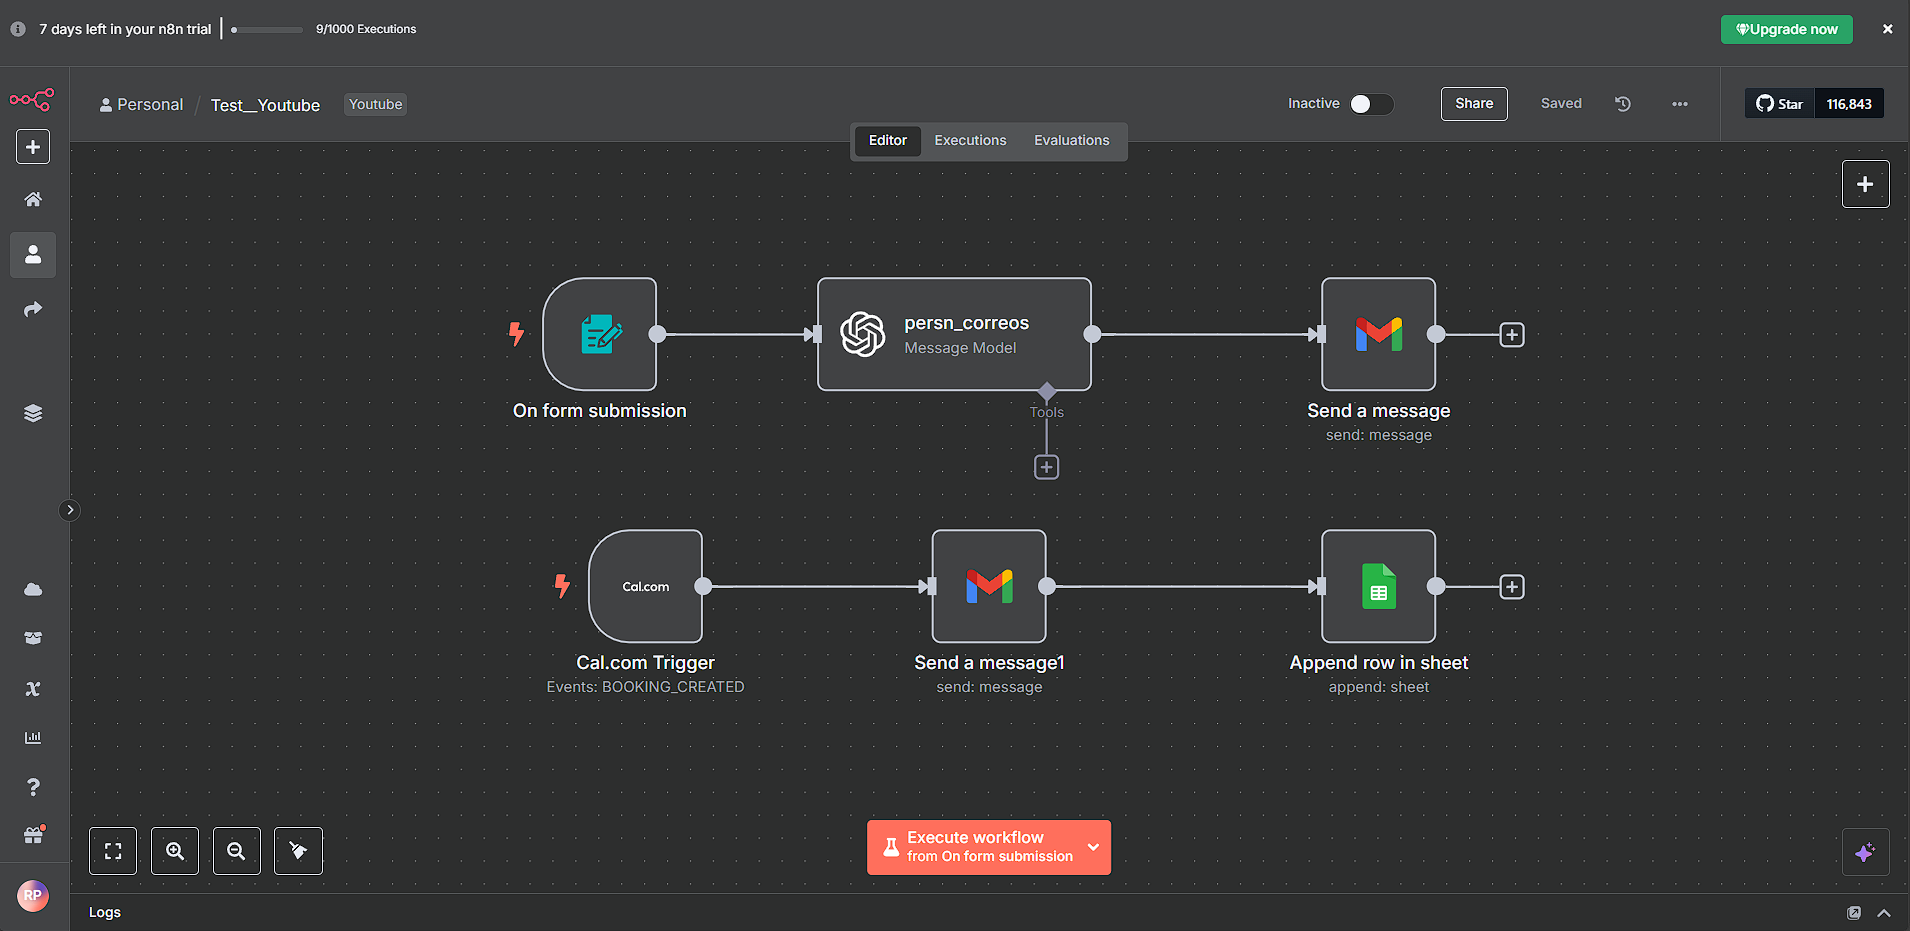 7 days left in your n8n trial
9/1000 Executions
Upgrade now
Personal / Test__Youtube
Youtube
Inactive
Share
Saved
Star
116,843
Editor
Executions
Evaluations
On form submission
persn_correos
Message Model
Tools
Send a message
send: message
Cal.com
Cal.com Trigger
Events: BOOKING_CREATED
Send a message1
send: message
Append row in sheet
append: sheet
Execute workflow
from On form submission
RP
Logs